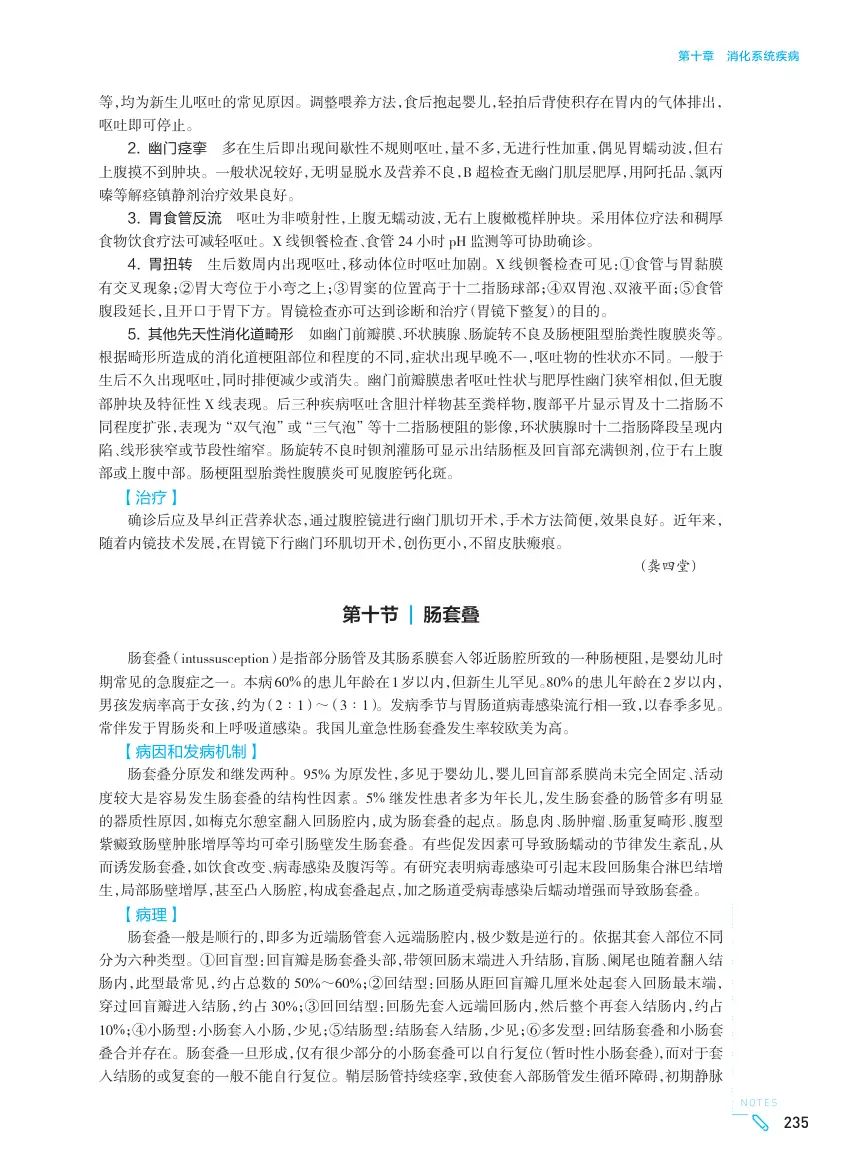 第十章 消化系统疾病
等,均为新生儿呕吐的常见原因。调整喂养方法,食后抱起婴儿,轻拍后背使积存在胃内的气体排出,
呕吐即可停止。
2. 幽门痉挛 多在生后即出现间歇性不规则呕吐,量不多,无进行性加重,偶见胃蠕动波,但右
上腹摸不到肿块。一般状况较好,无明显脱水及营养不良,B 超检查无幽门肌层肥厚,用阿托品、氯丙
嗪等解痉镇静剂治疗效果良好。
3. 胃食管反流 呕吐为非喷射性,上腹无蠕动波,无右上腹橄榄样肿块。采用体位疗法和稠厚
食物饮食疗法可减轻呕吐。X 线钡餐检查、食管 24 小时 pH 监测等可协助确诊。
4. 胃扭转 生后数周内出现呕吐,移动体位时呕吐加剧。X 线钡餐检查可见:①食管与胃黏膜
有交叉现象;②胃大弯位于小弯之上;③胃窦的位置高于十二指肠球部;④双胃泡、双液平面;⑤食管
腹段延长,且开口于胃下方。胃镜检查亦可达到诊断和治疗(胃镜下整复)的目的。
5. 其他先天性消化道畸形 如幽门前瓣膜、环状胰腺、肠旋转不良及肠梗阻型胎粪性腹膜炎等。
根据畸形所造成的消化道梗阻部位和程度的不同,症状出现早晚不一,呕吐物的性状亦不同。一般于
生后不久出现呕吐,同时排便减少或消失。幽门前瓣膜患者呕吐性状与肥厚性幽门狭窄相似,但无腹
部肿块及特征性 X 线表现。后三种疾病呕吐含胆汁样物甚至粪样物,腹部平片显示胃及十二指肠不
同程度扩张,表现为“双气泡”或“三气泡”等十二指肠梗阻的影像,环状胰腺时十二指肠降段呈现内
陷、线形狭窄或节段性缩窄。肠旋转不良时钡剂灌肠可显示出结肠框及回盲部充满钡剂,位于右上腹
部或上腹中部。肠梗阻型胎粪性腹膜炎可见腹腔钙化斑。
【治疗】
确诊后应及早纠正营养状态,通过腹腔镜进行幽门肌切开术,手术方法简便,效果良好。近年来,
随着内镜技术发展,在胃镜下行幽门环肌切开术,创伤更小,不留皮肤瘢痕。
(龚四堂)
第十节 | 肠套叠
肠套叠(intussusception)是指部分肠管及其肠系膜套入邻近肠腔所致的一种肠梗阻,是婴幼儿时
期常见的急腹症之一。本病60%的患儿年龄在1岁以内,但新生儿罕见。80%的患儿年龄在2岁以内,
男孩发病率高于女孩,约为(2∶1)~(3∶1)。发病季节与胃肠道病毒感染流行相一致,以春季多见。
常伴发于胃肠炎和上呼吸道感染。我国儿童急性肠套叠发生率较欧美为高。
【病因和发病机制】
肠套叠分原发和继发两种。95% 为原发性,多见于婴幼儿,婴儿回盲部系膜尚未完全固定、活动
度较大是容易发生肠套叠的结构性因素。5% 继发性患者多为年长儿,发生肠套叠的肠管多有明显
的器质性原因,如梅克尔憩室翻入回肠腔内,成为肠套叠的起点。肠息肉、肠肿瘤、肠重复畸形、腹型
紫癜致肠壁肿胀增厚等均可牵引肠壁发生肠套叠。有些促发因素可导致肠蠕动的节律发生紊乱,从
而诱发肠套叠,如饮食改变、病毒感染及腹泻等。有研究表明病毒感染可引起末段回肠集合淋巴结增
生,局部肠壁增厚,甚至凸入肠腔,构成套叠起点,加之肠道受病毒感染后蠕动增强而导致肠套叠。
【病理】
肠套叠一般是顺行的,即多为近端肠管套入远端肠腔内,极少数是逆行的。依据其套入部位不同
分为六种类型。①回盲型:回盲瓣是肠套叠头部,带领回肠末端进入升结肠,盲肠、阑尾也随着翻入结
肠内,此型最常见,约占总数的 50%~60%;②回结型:回肠从距回盲瓣几厘米处起套入回肠最末端,
穿过回盲瓣进入结肠,约占 30%;③回回结型:回肠先套入远端回肠内,然后整个再套入结肠内,约占
10%;④小肠型:小肠套入小肠,少见;⑤结肠型:结肠套入结肠,少见;⑥多发型:回结肠套叠和小肠套
叠合并存在。肠套叠一旦形成,仅有很少部分的小肠套叠可以自行复位(暂时性小肠套叠),而对于套
入结肠的或复套的一般不能自行复位。鞘层肠管持续痉挛,致使套入部肠管发生循环障碍,初期静脉
NOTES
235